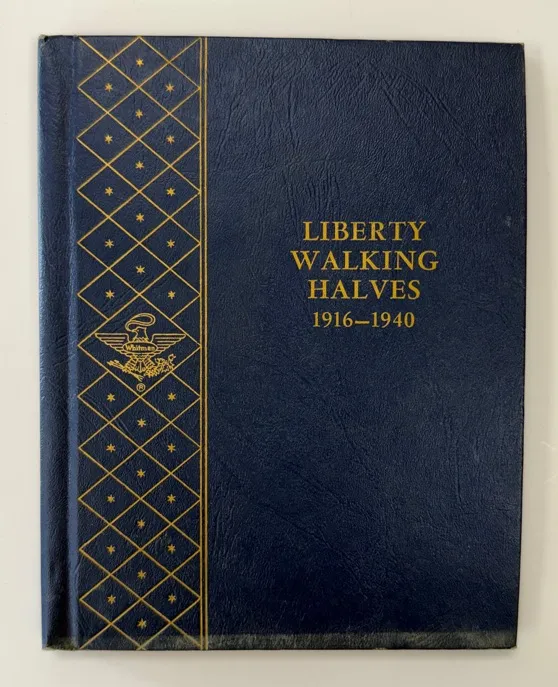 LIBERTY
WALKING
HALVES
1916–1940
Whitman
®